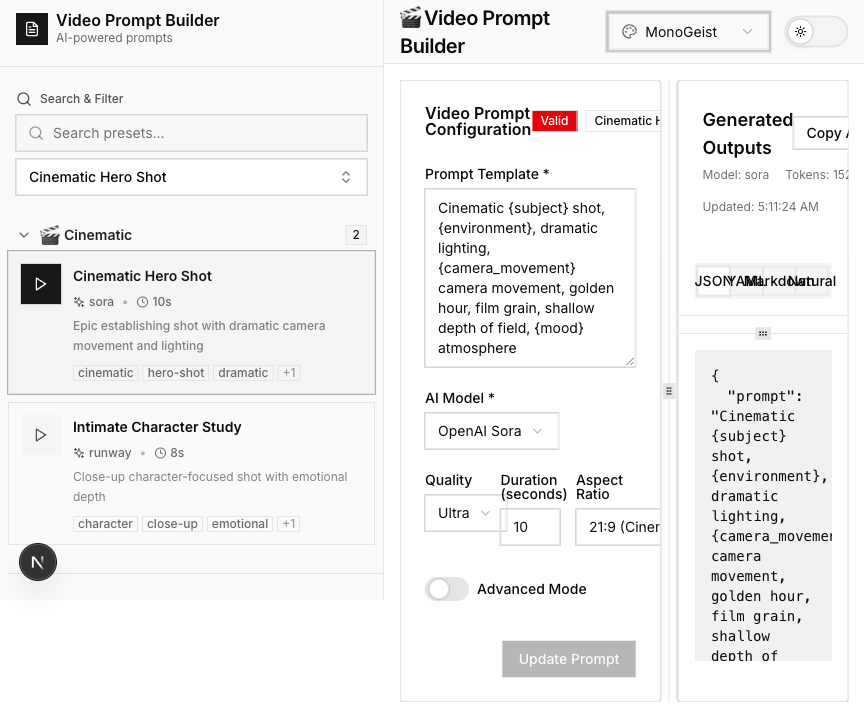 Video Prompt Builder
AI-powered prompts
Search & Filter
Search presets...
Cinematic Hero Shot
🎬 Cinematic
2
Cinematic Hero Shot
sora • 10s
Epic establishing shot with dramatic camera
movement and lighting
cinematic hero-shot dramatic +1
Intimate Character Study
runway • 8s
Close-up character-focused shot with emotional
depth
character close-up emotional +1
N
🎬Video Prompt
Builder
MonoGeist
Video Prompt
Configuration
Valid
Cinematic H
Prompt Template *
Cinematic {subject} shot,
{environment}, dramatic
lighting,
{camera_movement}
camera movement, golden
hour, film grain, shallow
depth of field, {mood}
atmosphere
AI Model *
OpenAI Sora
Quality
Ultra
Duration
(seconds)
10
Aspect
Ratio
21:9 (Ciner
Advanced Mode
Update Prompt
Generated
Outputs
Copy A
Model: sora Tokens: 152
Updated: 5:11:24 AM
JSON YAML Markdown Natural
{
"prompt":
"Cinematic
{subject}
shot,
{environment},
dramatic
lighting,
{camera_movemen
camera
movement,
golden hour,
film grain,
shallow
depth of